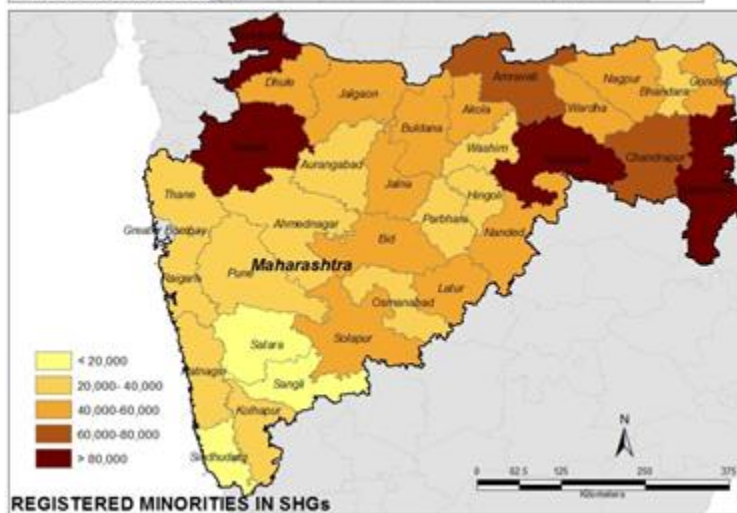 Dhule
Jalgaon
Amravati
Nagpur
Gondia
Bhandara
Akola
Wardha
Buldana
Washim
Chandrapur
Aurangabad
Jalna
Hingoli
Thane
Parbhani
Ahmednagar
Nanded
Greater Bombay
Bid
Maharashtra
Raigarh
Pune
Latur
Osmanabad
Solapur
Satara
Sangli
Ratnagiri
Kolhapur
Sindhudurg
< 20,000
20,000- 40,000
40,000-60,000
60,000-80,000
> 80,000
N
0 62.5 125 250 375
Kilometers
REGISTERED MINORITIES IN SHGs